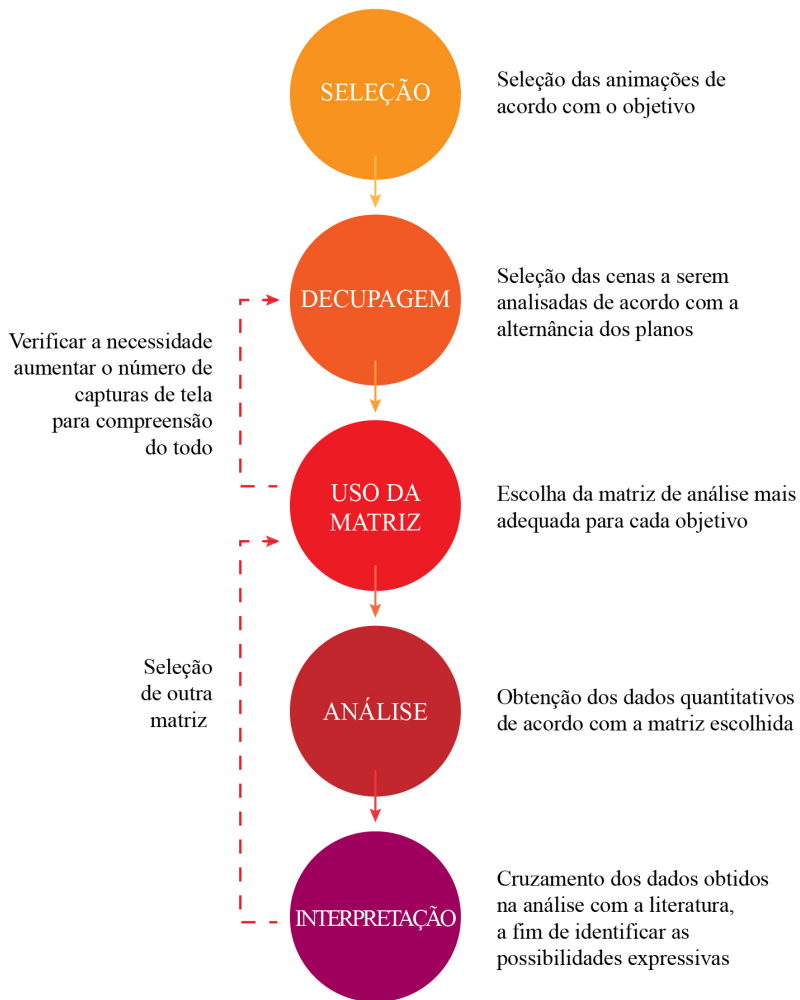 SELEÇÃO
Seleção das animações de
acordo com o objetivo
DECUPAGEM
Seleção das cenas a serem
analisadas de acordo com a
alternância dos planos
Verificar a necessidade
aumentar o número de
capturas de tela
para compreensão
do todo
USO DA
MATRIZ
Escolha da matriz de análise mais
adequada para cada objetivo
Seleção
de outra
matriz
ANÁLISE
Obtenção dos dados quantitativos
de acordo com a matriz escolhida
INTERPRETAÇÃO
Cruzamento dos dados obtidos
na análise com a literatura,
a fim de identificar as
possibilidades expressivas